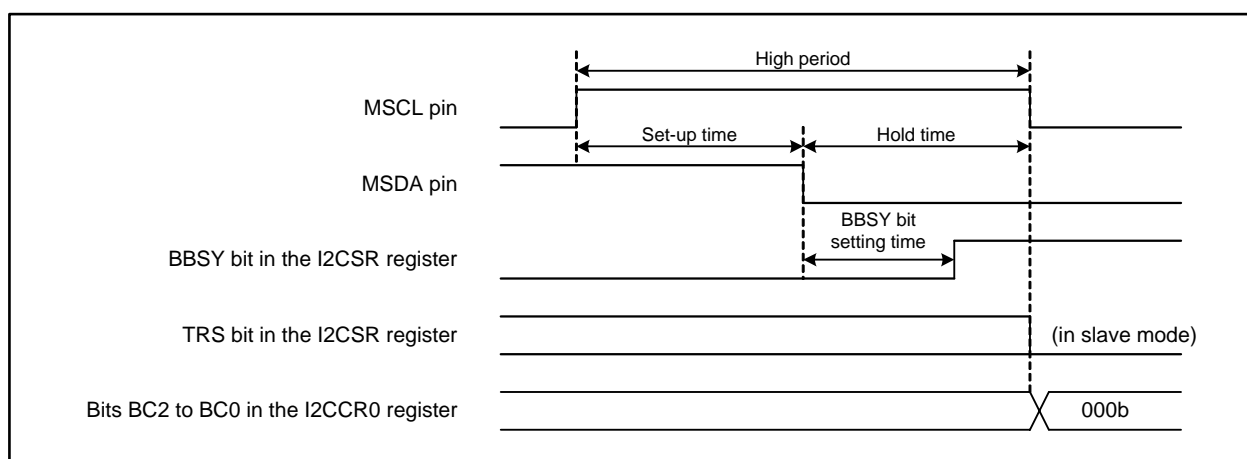 High period
MSCL pin
Set-up time
Hold time
MSDA pin
BBSY bit
setting time
BBSY bit in the I2CSR register
TRS bit in the I2CSR register
(in slave mode)
Bits BC2 to BC0 in the I2CCR0 register
000b